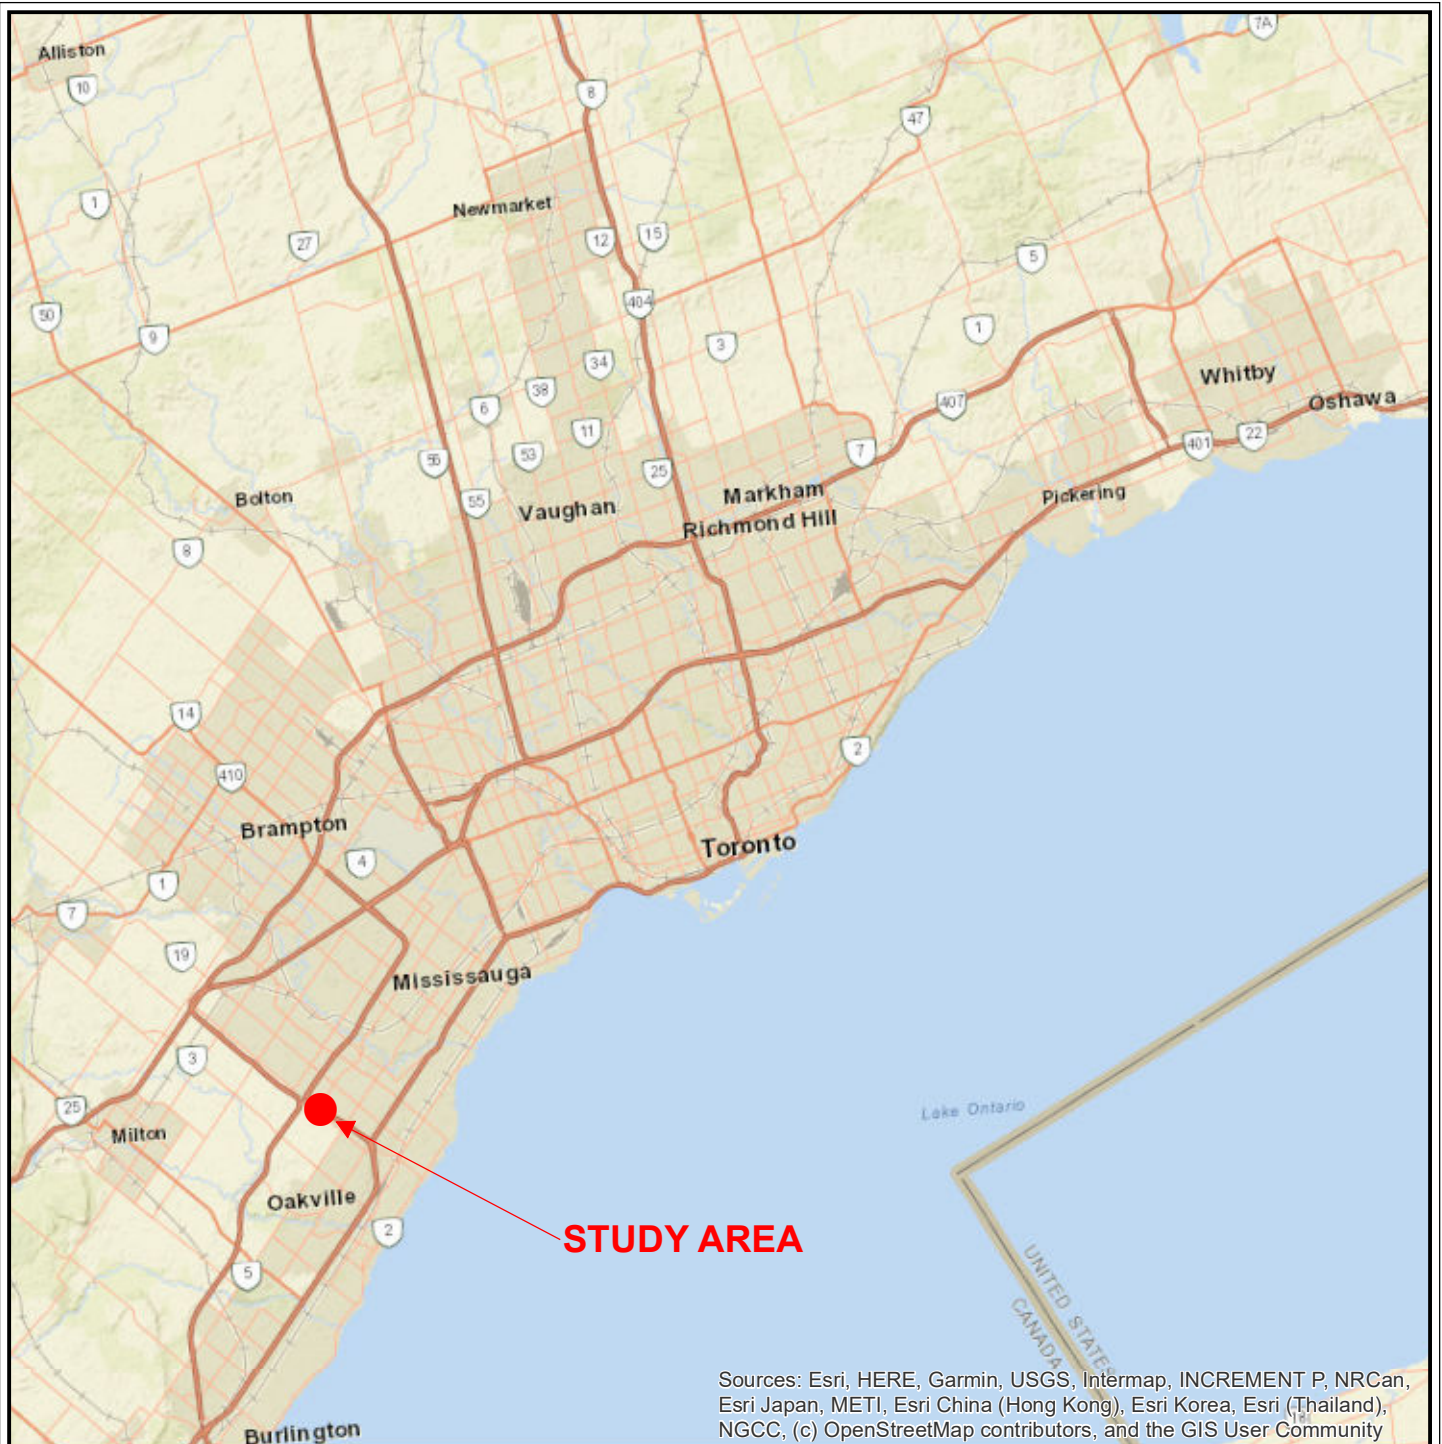 7A
Alliston
10
8
47
1
Newmarket
27
12
15
5
404
50
9
1
3
34
38
6
11
Whitby
Oshawa
407
22
401
7
53
56
25
55
Bolton
Markham
Pickering
Vaughan
Richmond Hill
8
14
2
410
Brampton
Toronto
4
1
7
19
Mississauga
3
25
Milton
Lake Ontario
Oakville
2
STUDY AREA
5
UNITED STATES
CANADA
Sources: Esri, HERE, Garmin, USGS, Intermap, INCREMENT P, NRCan,
Esri Japan, METI, Esri China (Hong Kong), Esri Korea, Esri (Thailand),
NGCC, (c) OpenStreetMap contributors, and the GIS User Community
Burlington